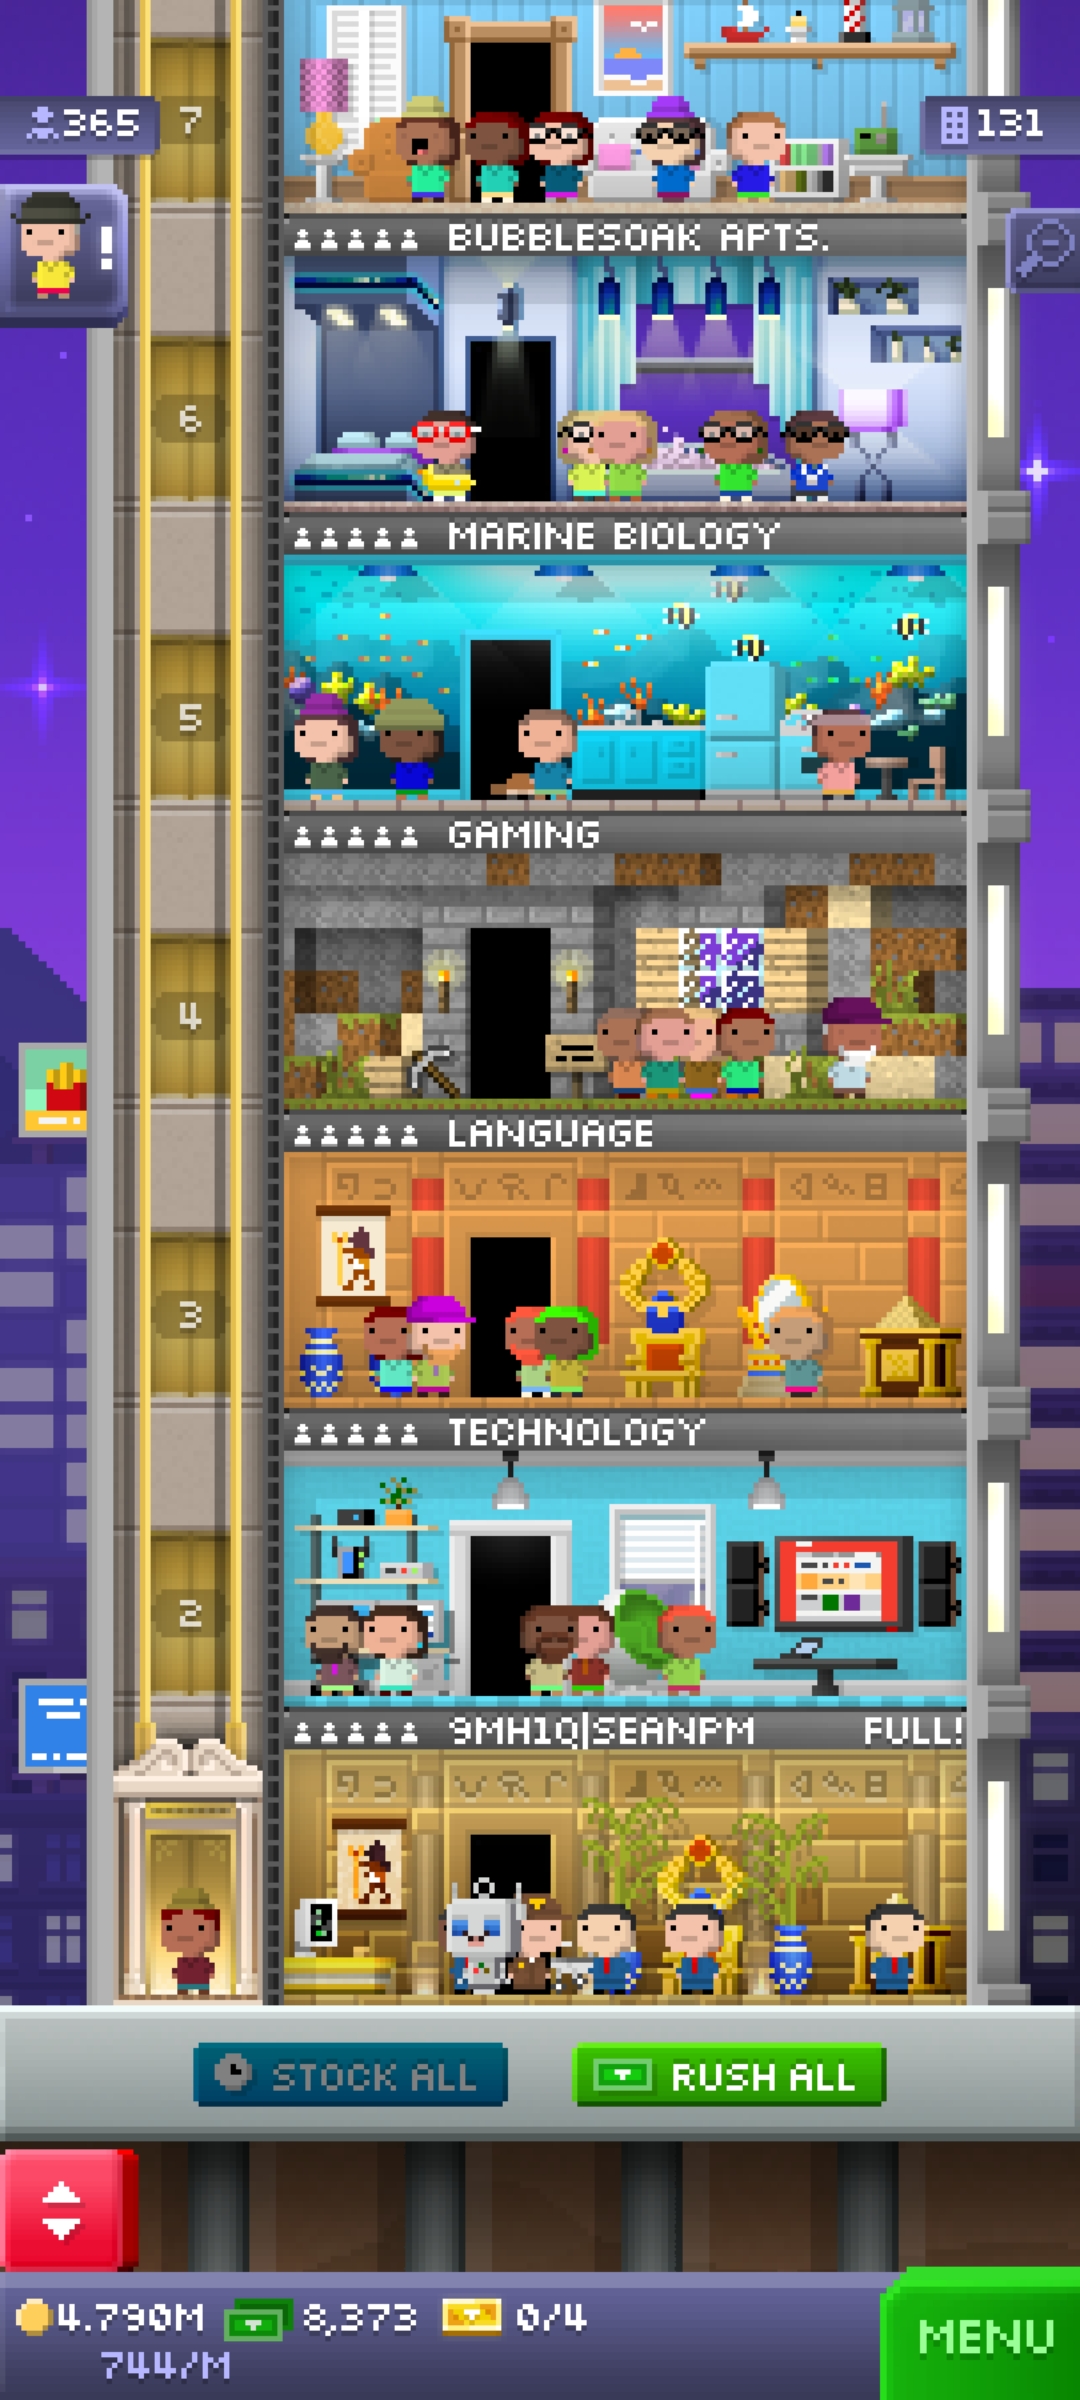 365
7
131
!
BUBBLESOAK APTS.
6
MARINE BIOLOGY
5
GAMING
4
LANGUAGE
3
TECHNOLOGY
2
9MH1Q|SEANPM FULL!
STOCK ALL
RUSH ALL
4.790M 8,373 0/4
744/M
MENU